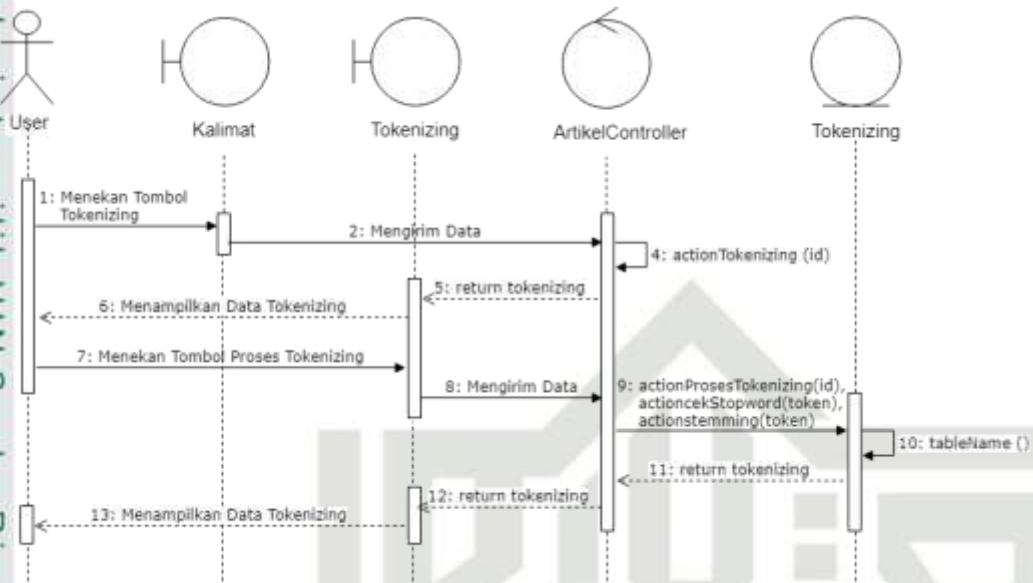 User
Kalimat
Tokenizing
ArtikelController
Tokenizing
1: Menekan Tombol
Tokenizing
2: Mengirim Data
4: actionTokenizing (id)
5: return tokenizing
6: Menampilkan Data Tokenizing
7: Menekan Tombol Proses Tokenizing
8: Mengirim Data
9: actionProsesTokenizing(id),
actioncekStopword(token),
actionstemming(token)
10: tableName ()
11: return tokenizing
12: return tokenizing
13: Menampilkan Data Tokenizing